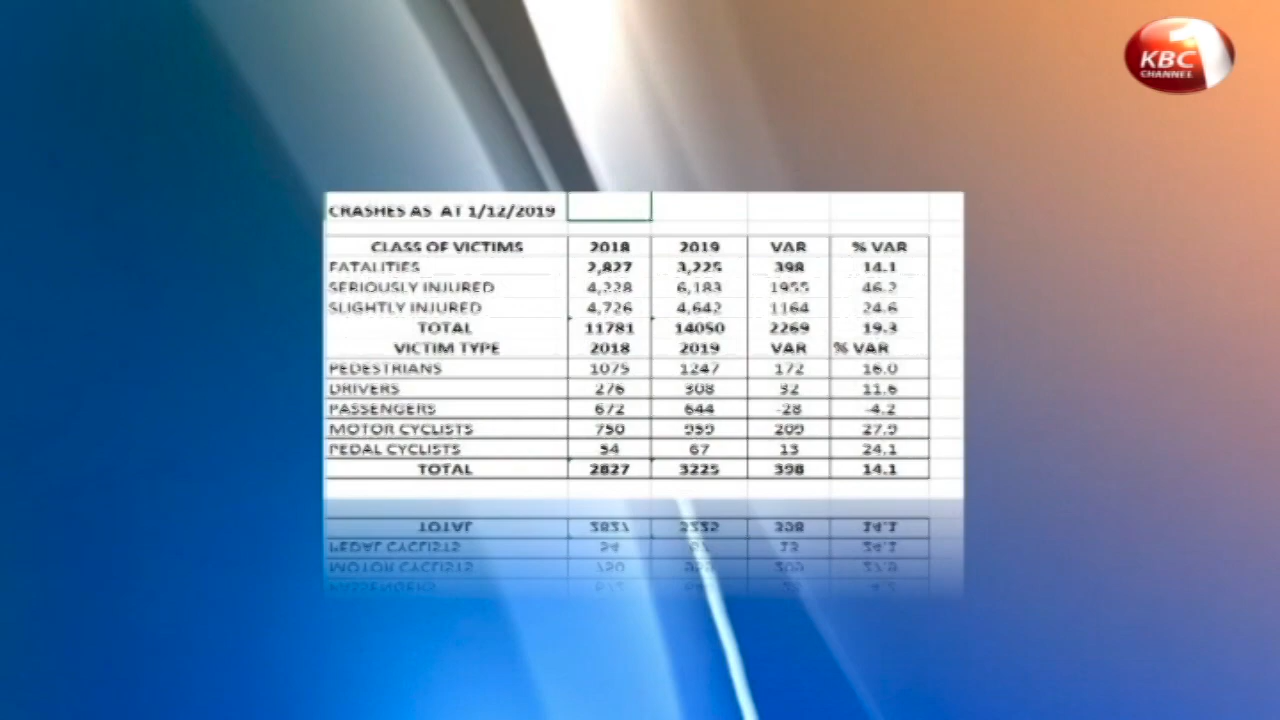 KBC 1
CHANNEL
CRASHES AS AT 1/12/2019
CLASS OF VICTIMS 2018 2019 VAR % VAR
FATALITIES 2,827 3,225 398 14.1
SERIOUSLY INJURED 4,228 6,183 1955 46.2
SLIGHTLY INJURED 4,726 4,642 1164 24.6
TOTAL 11781 14050 2269 19.3
VICTIM TYPE 2018 2019 VAR % VAR
PEDESTRIANS 1075 1247 172 16.0
DRIVERS 276 308 32 11.6
PASSENGERS 672 644 -28 -4.2
MOTOR CYCLISTS 750 959 209 27.9
PEDAL CYCLISTS 54 67 13 24.1
TOTAL 2827 3225 398 14.1